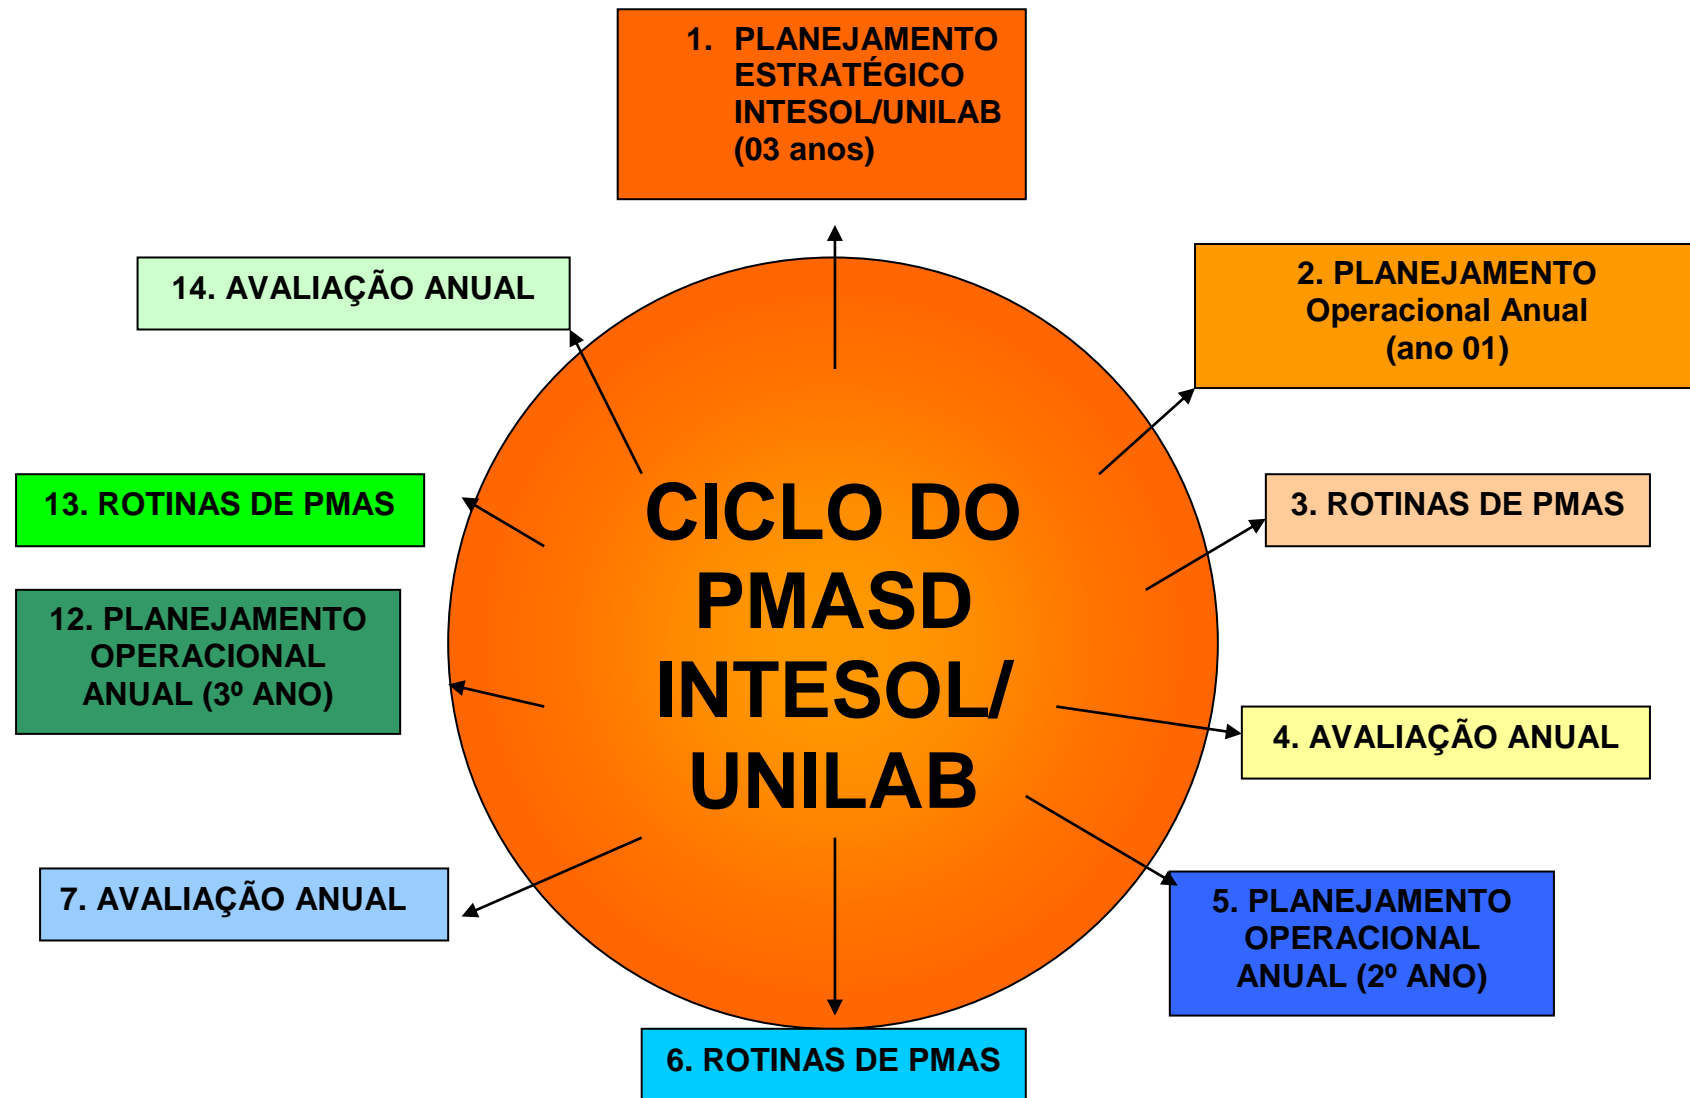 1. PLANEJAMENTO
ESTRATÉGICO
INTESOL/UNILAB
(03 anos)
2. PLANEJAMENTO
Operacional Anual
(ano 01)
3. ROTINAS DE PMAS
4. AVALIAÇÃO ANUAL
5. PLANEJAMENTO
OPERACIONAL
ANUAL (2º ANO)
6. ROTINAS DE PMAS
7. AVALIAÇÃO ANUAL
12. PLANEJAMENTO
OPERACIONAL
ANUAL (3º ANO)
13. ROTINAS DE PMAS
14. AVALIAÇÃO ANUAL
CICLO DO
PMASD
INTESOL/
UNILAB